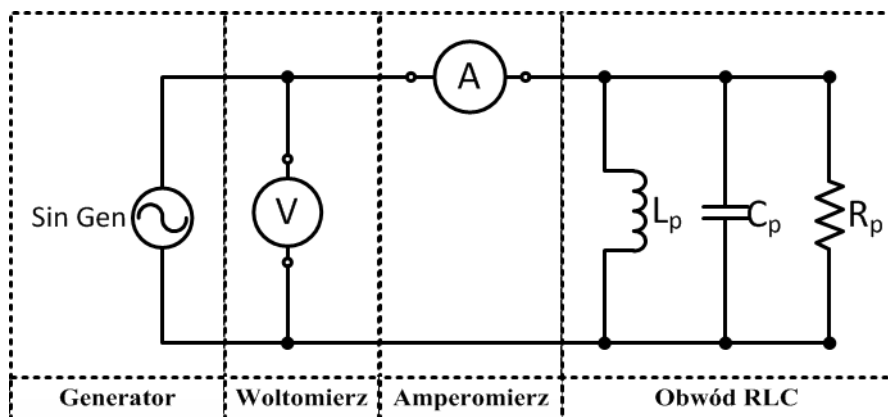 A
Sin Gen
V
Lp
Cp
Rp
Generator
Woltomierz
Amperomierz
Obwód RLC